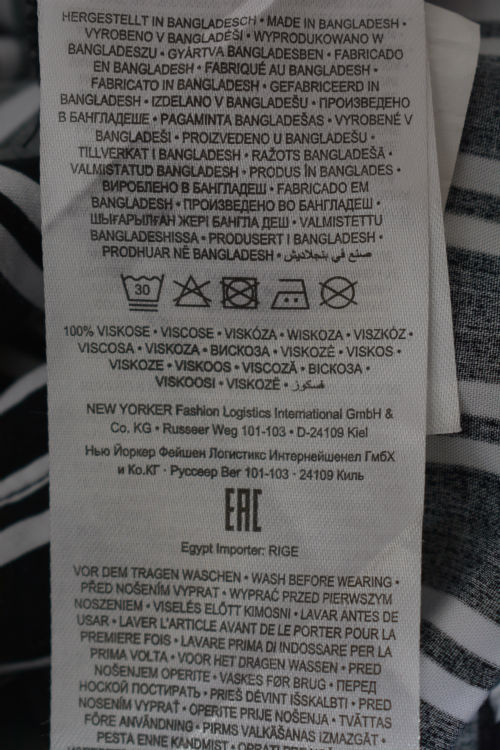 HERGESTELLT IN BANGLADESCH • MADE IN BANGLADESH •
VYROBENO V BANGLADÉŠI • WYPRODUKOWANO W
BANGLADESZU • GYÁRTVA BANGLADESBEN • FABRICADO
EN BANGLADESH • FABRIQUÉ AU BANGLADESH •
FABRICATO IN BANGLADESH • GEFABRICEERD IN
BANGLADESH • IZDELANO V BANGLADEŠU • ПРОИЗВЕДЕНО
В БАНГЛАДЕШЕ • PAGAMINTA BANGLADEŠAS • VYROBENÉ V
BANGLADÉŠI • PROIZVEDENO U BANGLADEŠU •
TILLVERKAT I BANGLADESH • RAŽOTS BANGLADEŠĀ •
VALMISTATUD BANGLADESH • PRODUS ÎN BANGLADES •
ВИРОБЛЕНО В БАНГЛАДЕШ • FABRICADO EM
BANGLADESH • ПРОИЗВЕДЕНО ВО БАНГЛАДЕШ •
ШЫҒАРЫЛҒАН ЖЕРІ БАНГЛА ДЕШ • VALMISTETTU
BANGLADESHISSA • PRODUSERT I BANGLADESH •
PRODHUAR NË BANGLADESH • صنع في بنجلاديش
30
100% VISKOSE • VISCOSE • VISKÓZA • WISKOZA • VISZKÓZ •
VISCOSA • VISKOZA • ВИСКОЗА • VISKOZĖ • VISKOS •
VISKOZE • VISKOOS • VISCOZĂ • ВІСКОЗА •
VISKOOSI • VISKOZË • فسكوز
NEW YORKER Fashion Logistics International GmbH &
Co. KG • Russeer Weg 101-103 • D-24109 Kiel
Нью Йоркер Фейшен Логистикс Интернейшенел ГмбХ
и Ко.КГ · Руссеер Вег 101-103 · 24109 Киль
EAC
Egypt Importer: RIGE
VOR DEM TRAGEN WASCHEN • WASH BEFORE WEARING •
PŘED NOŠENÍM VYPRAT • WYPRAĆ PRZED PIERWSZYM
NOSZENIEM • VISELÉS ELŐTT KIMOSNI • LAVAR ANTES DE
USAR • LAVER L'ARTICLE AVANT DE LE PORTER POUR LA
PREMIERE FOIS • LAVARE PRIMA DI INDOSSARE PER LA
PRIMA VOLTA • VOOR HET DRAGEN WASSEN • PRED
NOŠENJEM OPERITE • VASKES FØR BRUG • ПЕРЕД
НОСКОЙ ПОСТИРАТЬ • PRIEŠ DĖVINT IŠSKALBTI • PRED
NOSENÍM VYPRAŤ • OPERITE PRIJE NOŠENJA • TVÄTTAS
FÖRE ANVÄNDNING • PIRMS VALKĀŠANAS IZMAZGĀT •
PESTA ENNE KANDMIST •